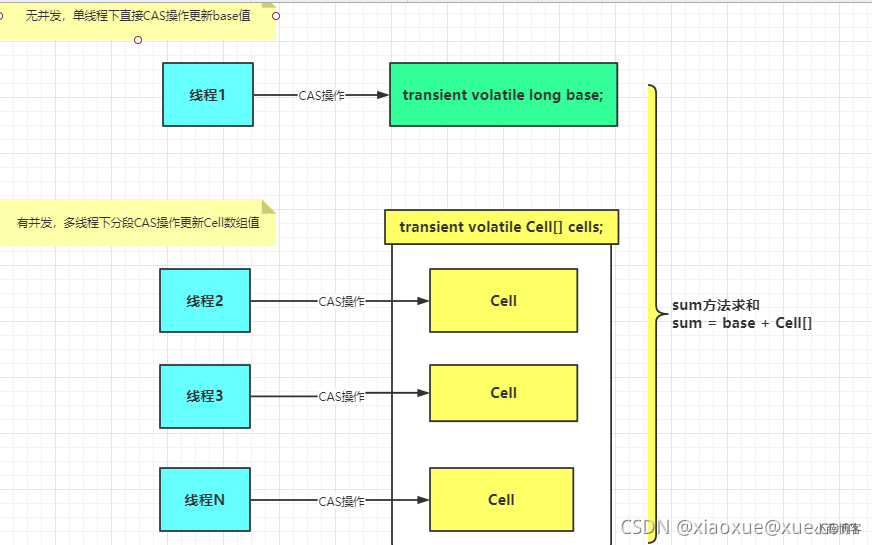 无并发，单线程下直接CAS操作更新base值
线程1
CAS操作
transient volatile long base;
有并发，多线程下分段CAS操作更新Cell数组值
transient volatile Cell[] cells;
线程2
CAS操作
Cell
sum方法求和
sum = base + Cell[]
线程3
CAS操作
Cell
线程N
CAS操作
Cell
CSDN @xiaoxue@xue